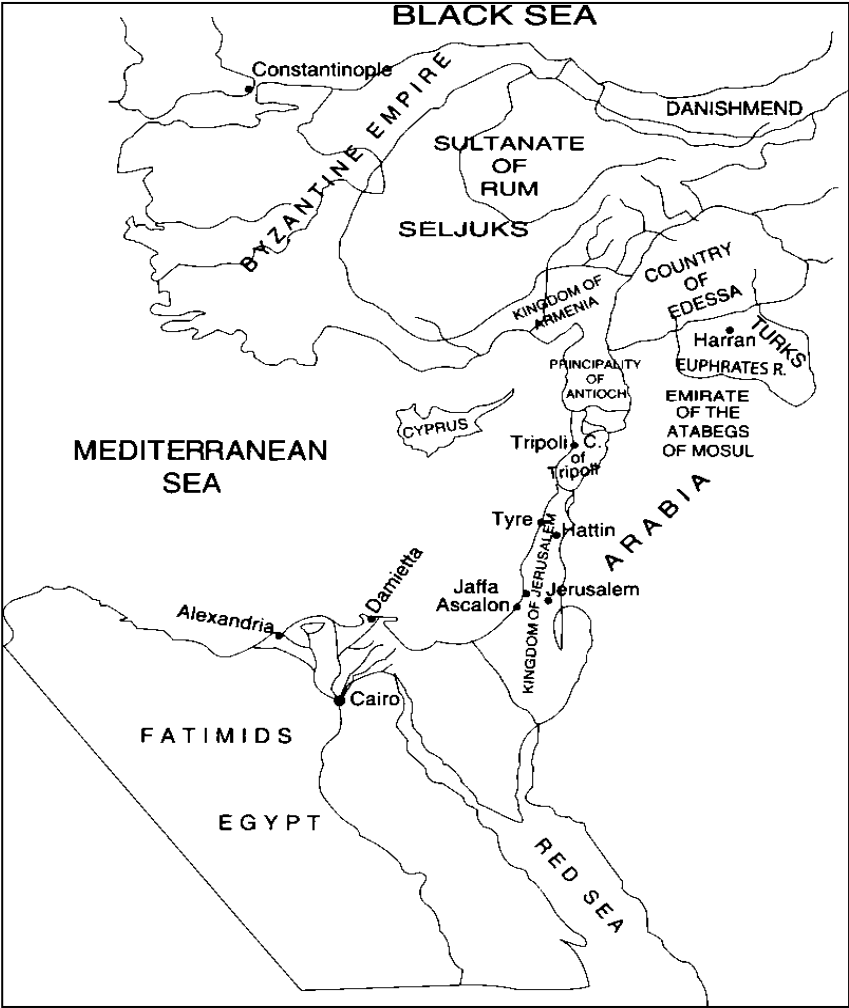 BLACK SEA
Constantinople
BYZANTINE EMPIRE
DANISHMEND
SULTANATE
OF
RUM
SELJUKS
COUNTRY
OF
EDESSA
KINGDOM OF
ARMENIA
TURKS
Harran
EUPHRATES R.
PRINCIPALITY
OF
ANTIOCH
EMIRATE
OF THE
ATABEGS
OF MOSUL
CYPRUS
MEDITERRANEAN
SEA
Tripoli
C.
of
Tripoli
ARABIA
Tyre
Hattin
KINGDOM OF JERUSALEM
Jaffa
Ascalon
Jerusalem
Damietta
Alexandria
Cairo
FATIMIDS
EGYPT
RED SEA